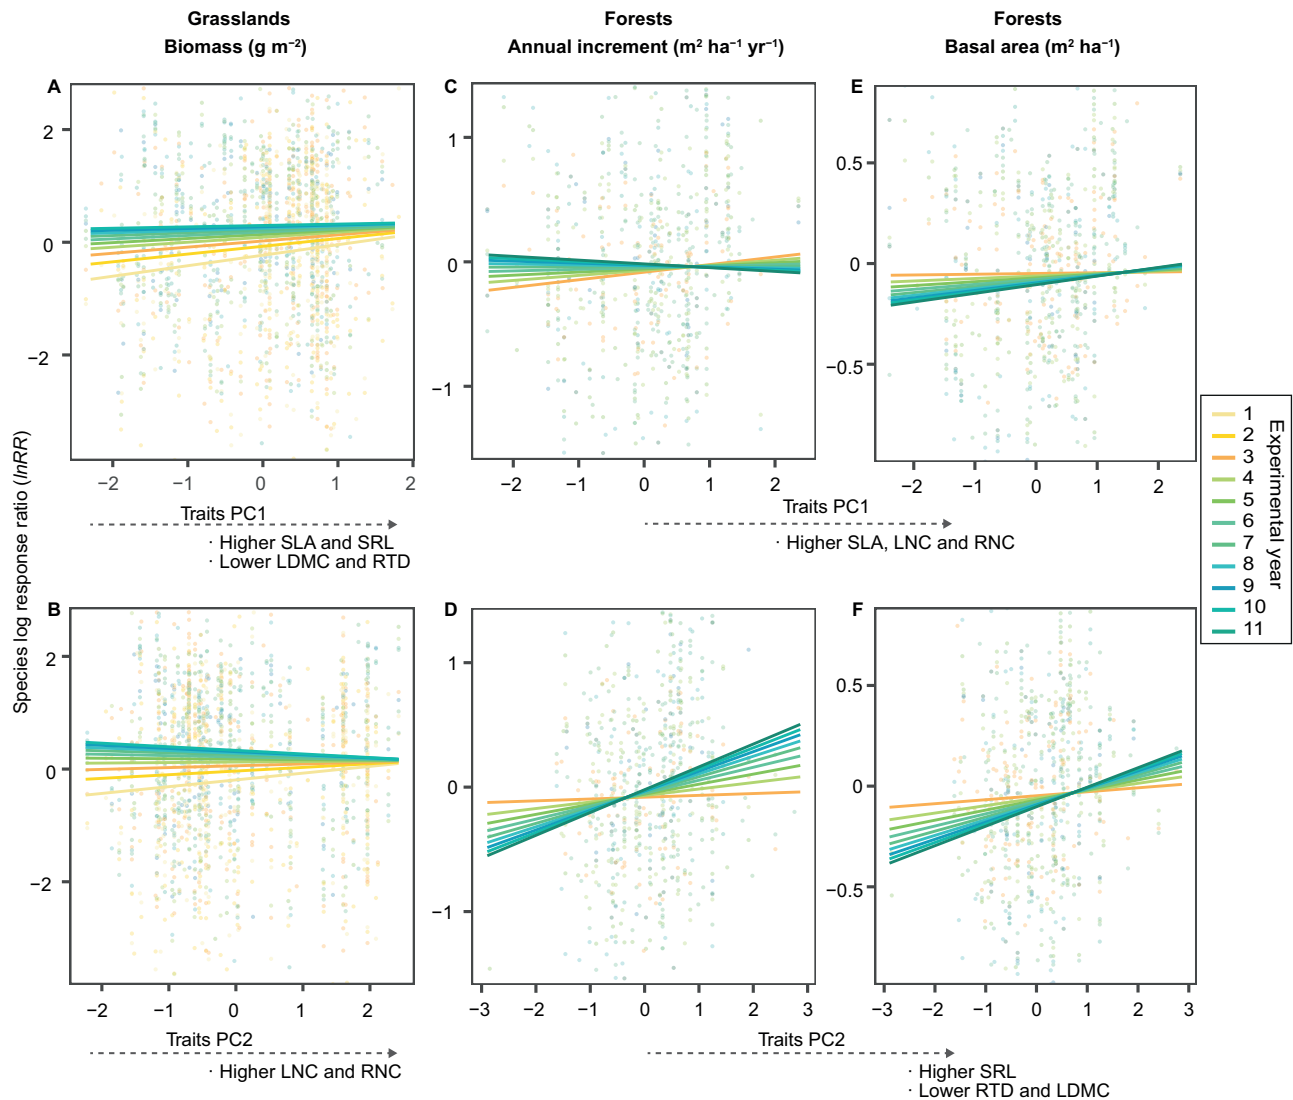 Grasslands
Biomass (g m⁻²)
Forests
Annual increment (m² ha⁻¹ yr⁻¹)
Forests
Basal area (m² ha⁻¹)
Species log response ratio (lnRR)
A
2
0
−2
−2
−1
0
1
2
Traits PC1
· Higher SLA and SRL
· Lower LDMC and RTD
C
1
0
−1
−2
−1
0
1
2
E
0.5
0
−0.5
−2
−1
0
1
2
Traits PC1
· Higher SLA, LNC and RNC
Experimental year
1
2
3
4
5
6
7
8
9
10
11
B
2
0
−2
−2
−1
0
1
2
Traits PC2
· Higher LNC and RNC
D
1
0
−1
−3
−2
−1
0
1
2
3
F
0.5
0
−0.5
−3
−2
−1
0
1
2
3
Traits PC2
· Higher SRL
· Lower RTD and LDMC